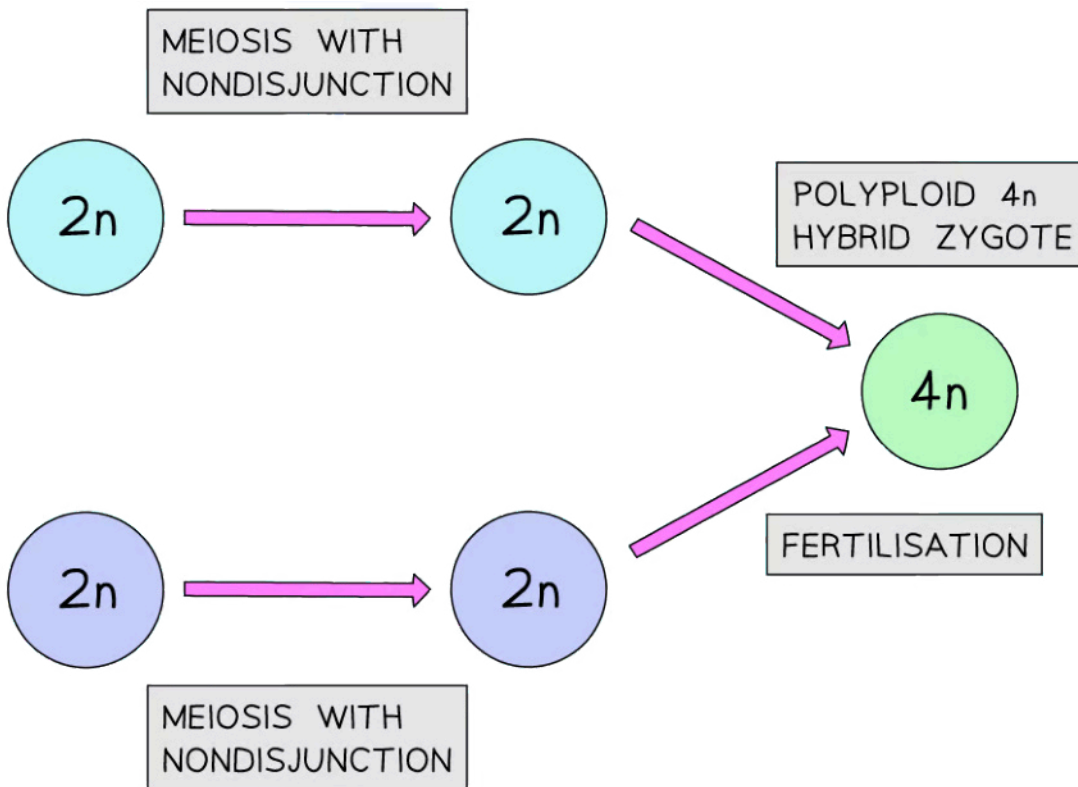 MEIOSIS WITH
NONDISJUNCTION
2n
2n
POLYPLOID 4n
HYBRID ZYGOTE
4n
2n
2n
FERTILISATION
MEIOSIS WITH
NONDISJUNCTION